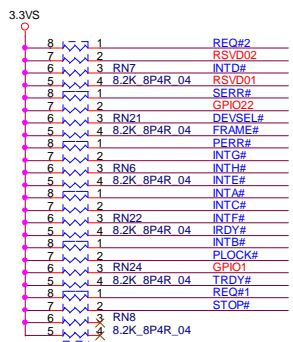 3.3VS
8 1 REQ#2
7 2 RSVD02
6 3 RN7 INTD#
5 4 8.2K_8P4R_04 RSVD01
8 1 SERR#
7 2 GPIO22
6 3 RN21 DEVSEL#
5 4 8.2K_8P4R_04 FRAME#
8 1 PERR#
7 2 INTG#
6 3 RN6 INTH#
5 4 8.2K_8P4R_04 INTE#
8 1 INTA#
7 2 INTC#
6 3 RN22 INTF#
5 4 8.2K_8P4R_04 IRDY#
8 1 INTB#
7 2 PLOCK#
6 3 RN24 GPIO1
5 4 8.2K_8P4R_04 TRDY#
8 1 REQ#1
7 2 STOP#
6 3 RN8
5 4 8.2K_8P4R_04